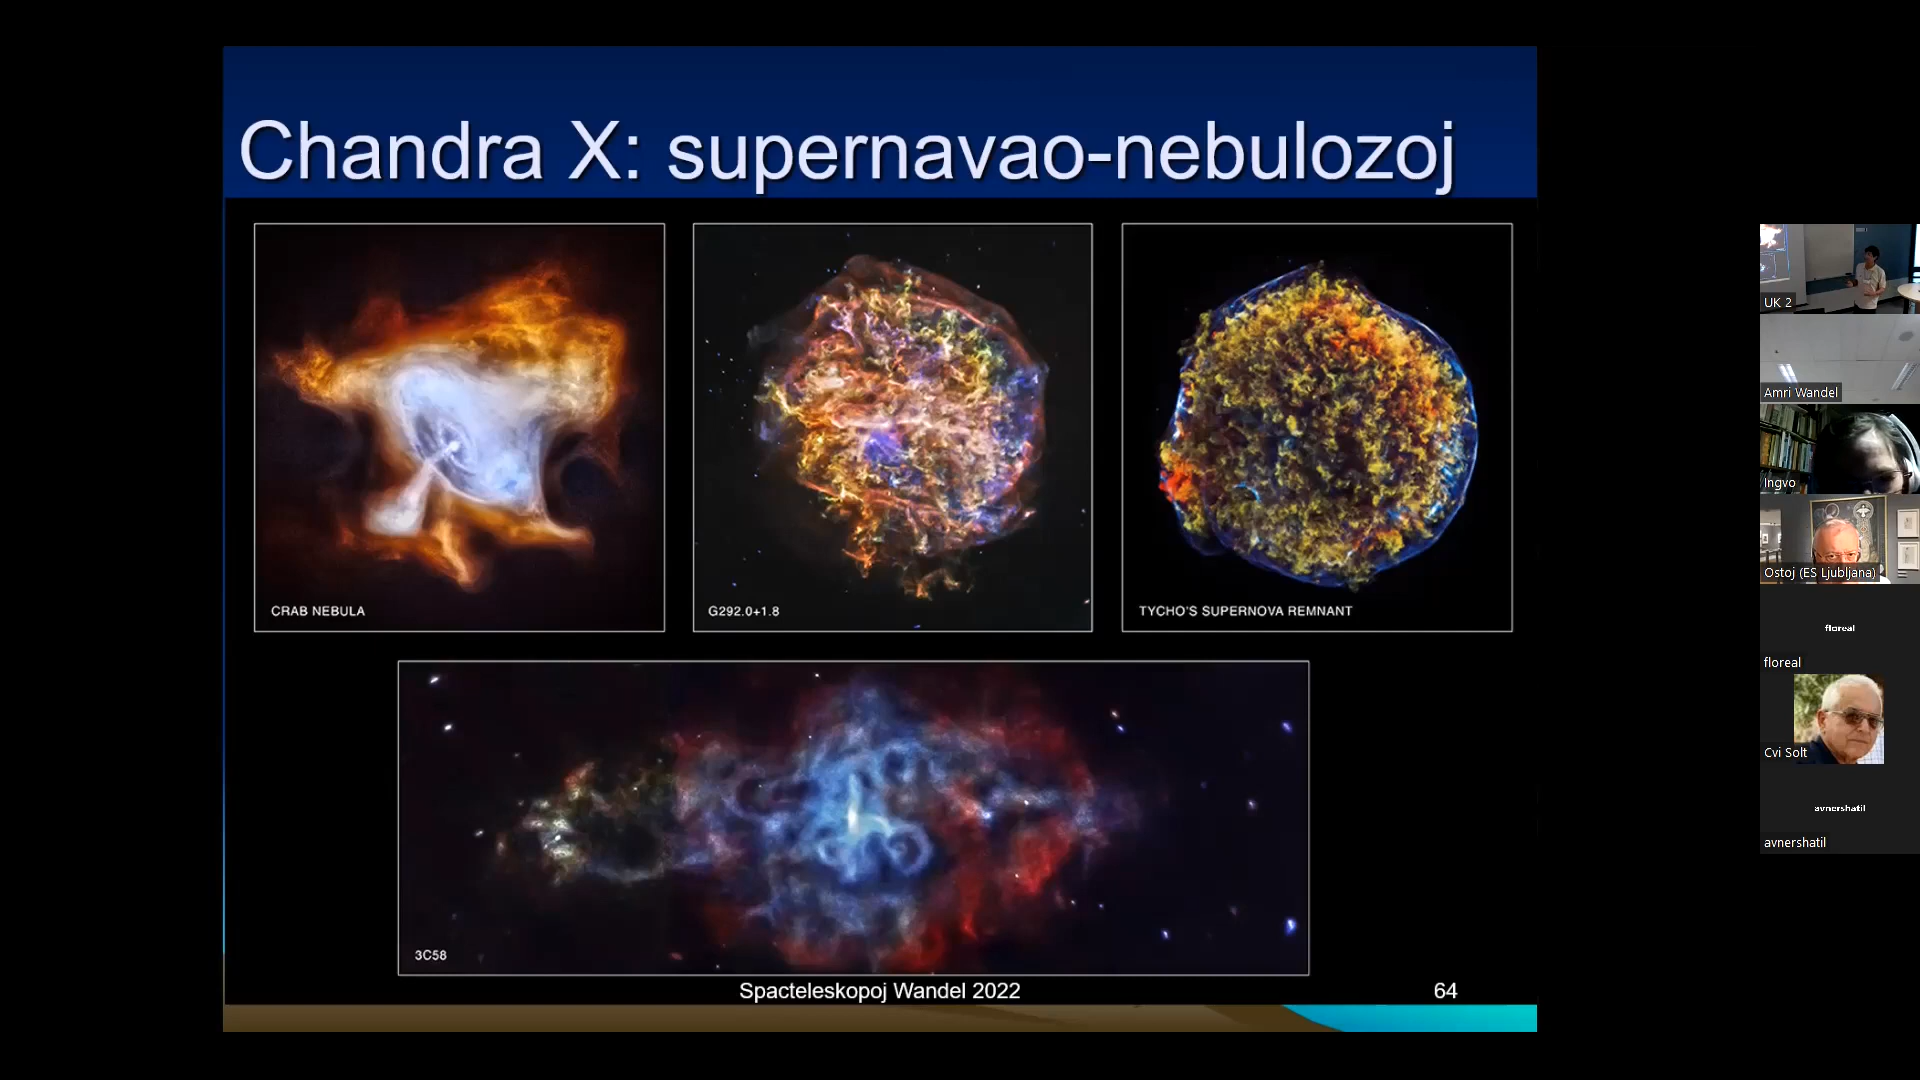 Chandra X: supernavao-nebulozoj
CRAB NEBULA
G292.0+1.8
TYCHO'S SUPERNOVA REMNANT
3C58
Spacteleskopoj Wandel 2022
64
UK 2
Amri Wandel
Ingvo
Ostoj (ES Ljubljana)
floreal
floreal
Cvi Solt
avnershatil
avnershatil